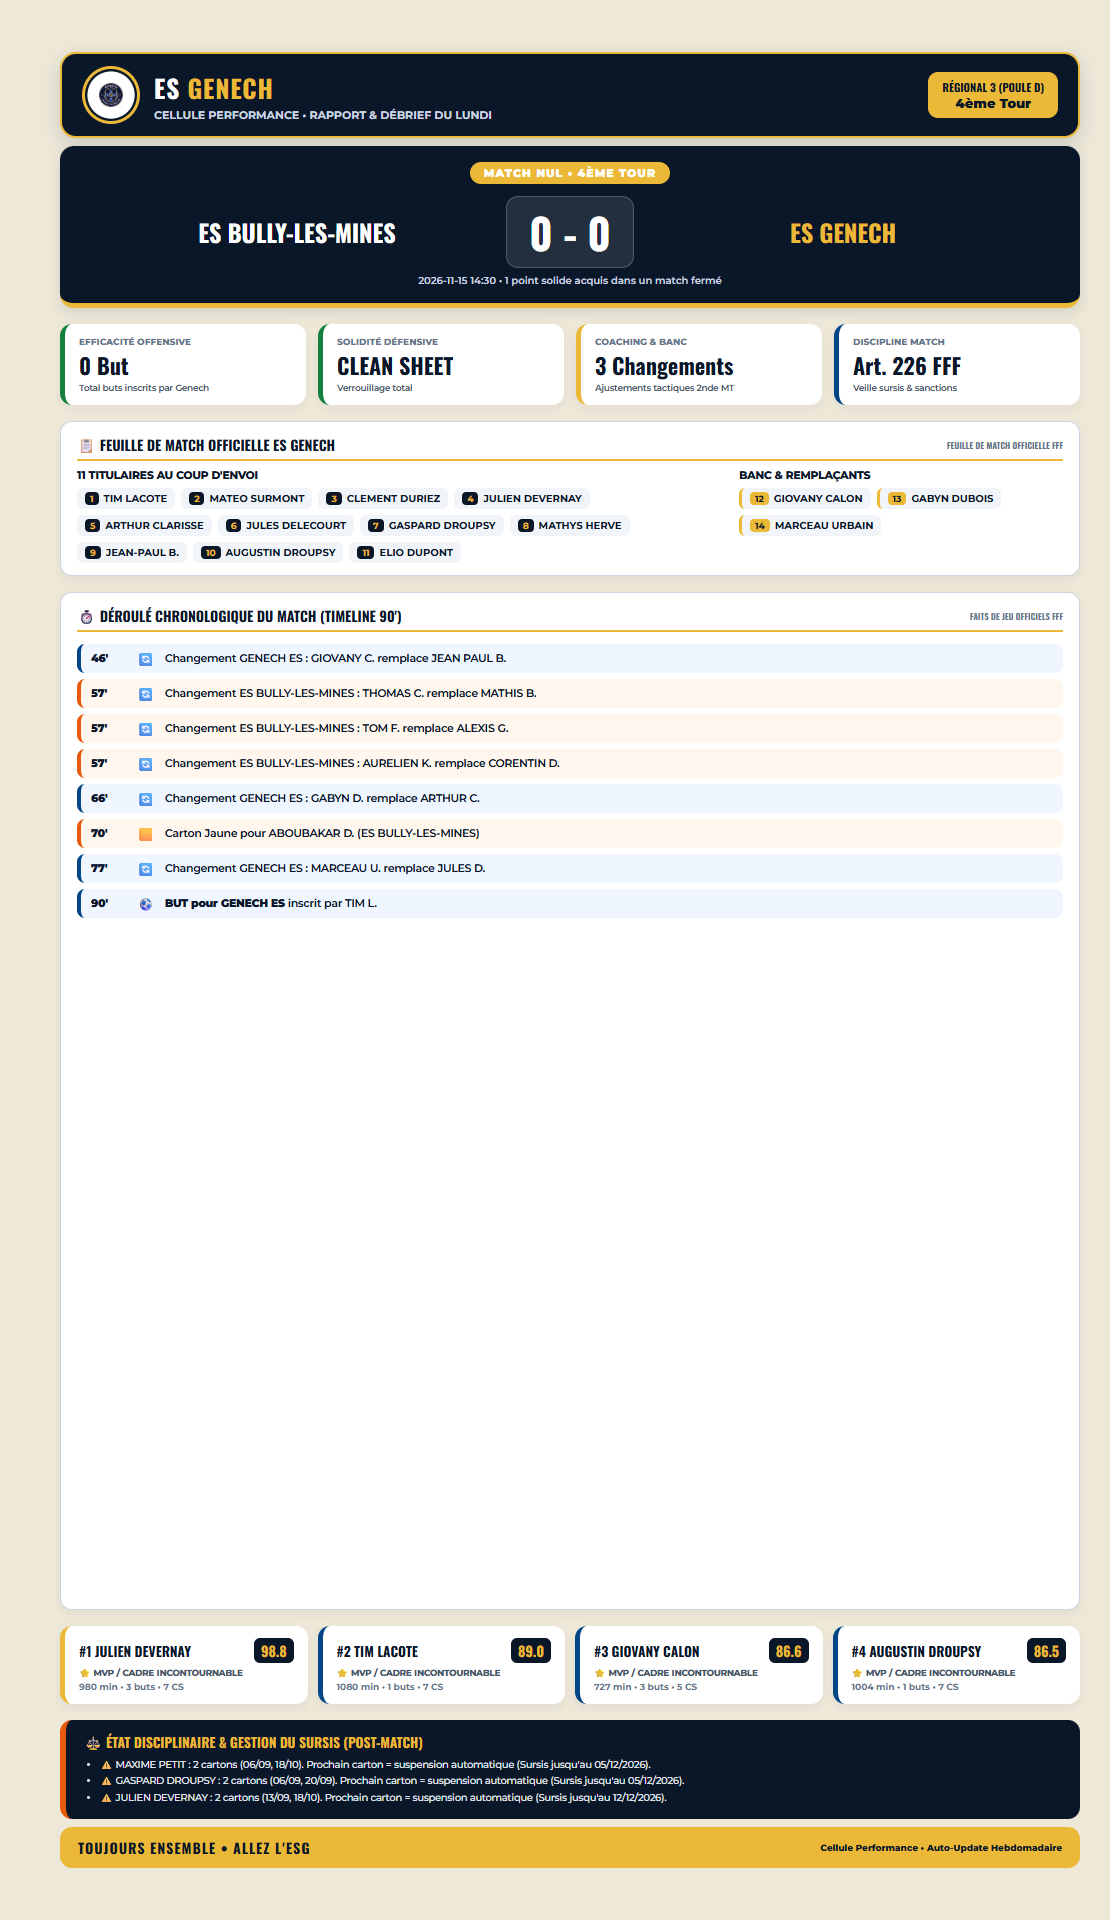 ES GENECH
CELLULE PERFORMANCE • RAPPORT & DÉBRIEF DU LUNDI
RÉGIONAL 3 (POULE D)
4ème Tour
MATCH NUL • 4ÈME TOUR
ES BULLY-LES-MINES
0 - 0
ES GENECH
2026-11-15 14:30 • 1 point solide acquis dans un match fermé
EFFICACITÉ OFFENSIVE
0 But
Total buts inscrits par Genech
SOLIDITÉ DÉFENSIVE
CLEAN SHEET
Verrouillage total
COACHING & BANC
3 Changements
Ajustements tactiques 2nde MT
DISCIPLINE MATCH
Art. 226 FFF
Veille sursis & sanctions
FEUILLE DE MATCH OFFICIELLE ES GENECH
FEUILLE DE MATCH OFFICIELLE FFF
11 TITULAIRES AU COUP D'ENVOI
1 TIM LACOTE 2 MATEO SURMONT 3 CLEMENT DURIEZ 4 JULIEN DEVERNAY
5 ARTHUR CLARISSE 6 JULES DELECOURT 7 GASPARD DROUPSY 8 MATHYS HERVE
9 JEAN-PAUL B. 10 AUGUSTIN DROUPSY 11 ELIO DUPONT
BANC & REMPLAÇANTS
12 GIOVANY CALON 13 GABYN DUBOIS
14 MARCEAU URBAIN
DÉROULÉ CHRONOLOGIQUE DU MATCH (TIMELINE 90')
FAITS DE JEU OFFICIELS FFF
46' Changement GENECH ES : GIOVANY C. remplace JEAN PAUL B.
57' Changement ES BULLY-LES-MINES : THOMAS C. remplace MATHIS B.
57' Changement ES BULLY-LES-MINES : TOM F. remplace ALEXIS G.
57' Changement ES BULLY-LES-MINES : AURELIEN K. remplace CORENTIN D.
66' Changement GENECH ES : GABYN D. remplace ARTHUR C.
70' Carton Jaune pour ABOUBAKAR D. (ES BULLY-LES-MINES)
77' Changement GENECH ES : MARCEAU U. remplace JULES D.
90' BUT pour GENECH ES inscrit par TIM L.
#1 JULIEN DEVERNAY 98.8
MVP / CADRE INCONTOURNABLE
980 min • 3 buts • 7 CS
#2 TIM LACOTE 89.0
MVP / CADRE INCONTOURNABLE
1080 min • 1 buts • 7 CS
#3 GIOVANY CALON 86.6
MVP / CADRE INCONTOURNABLE
727 min • 3 buts • 5 CS
#4 AUGUSTIN DROUPSY 86.5
MVP / CADRE INCONTOURNABLE
1004 min • 1 buts • 7 CS
ÉTAT DISCIPLINAIRE & GESTION DU SURSIS (POST-MATCH)
• MAXIME PETIT : 2 cartons (06/09, 18/10). Prochain carton = suspension automatique (Sursis jusqu'au 05/12/2026).
• GASPARD DROUPSY : 2 cartons (06/09, 20/09). Prochain carton = suspension automatique (Sursis jusqu'au 05/12/2026).
• JULIEN DEVERNAY : 2 cartons (13/09, 18/10). Prochain carton = suspension automatique (Sursis jusqu'au 12/12/2026).
TOUJOURS ENSEMBLE • ALLEZ L'ESG
Cellule Performance • Auto-Update Hebdomadaire